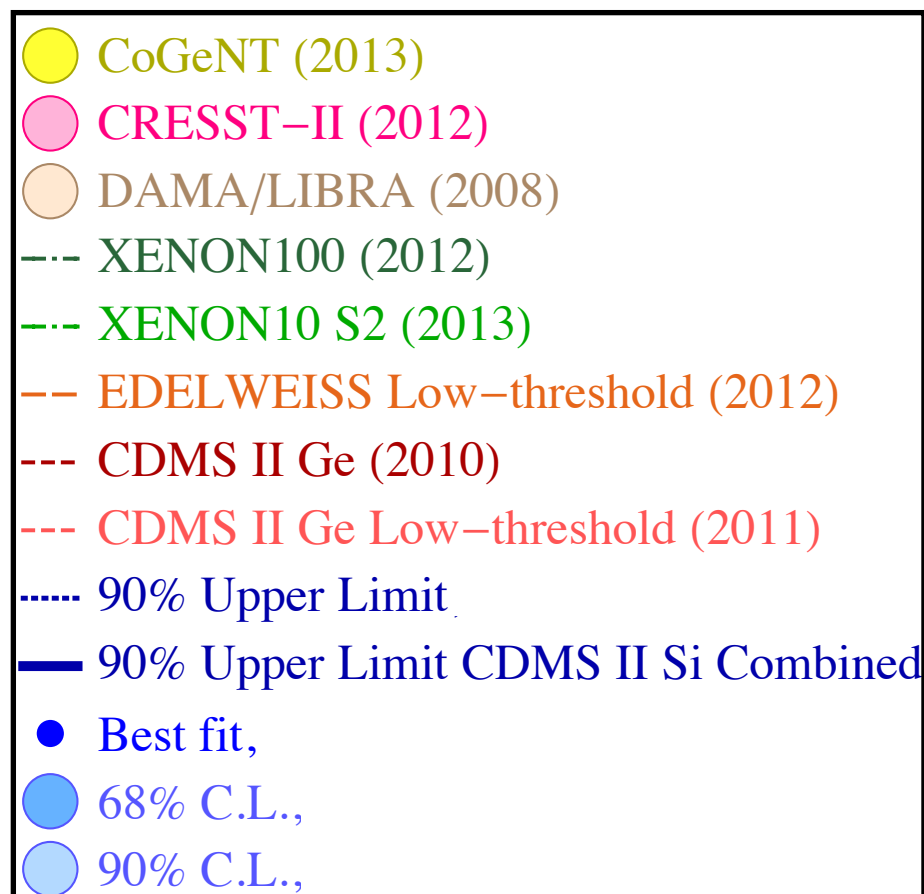 CoGeNT (2013)
CRESST−II (2012)
DAMA/LIBRA (2008)
XENON100 (2012)
XENON10 S2 (2013)
EDELWEISS Low−threshold (2012)
CDMS II Ge (2010)
CDMS II Ge Low−threshold (2011)
90% Upper Limit,
90% Upper Limit CDMS II Si Combined
Best fit,
68% C.L.,
90% C.L.,